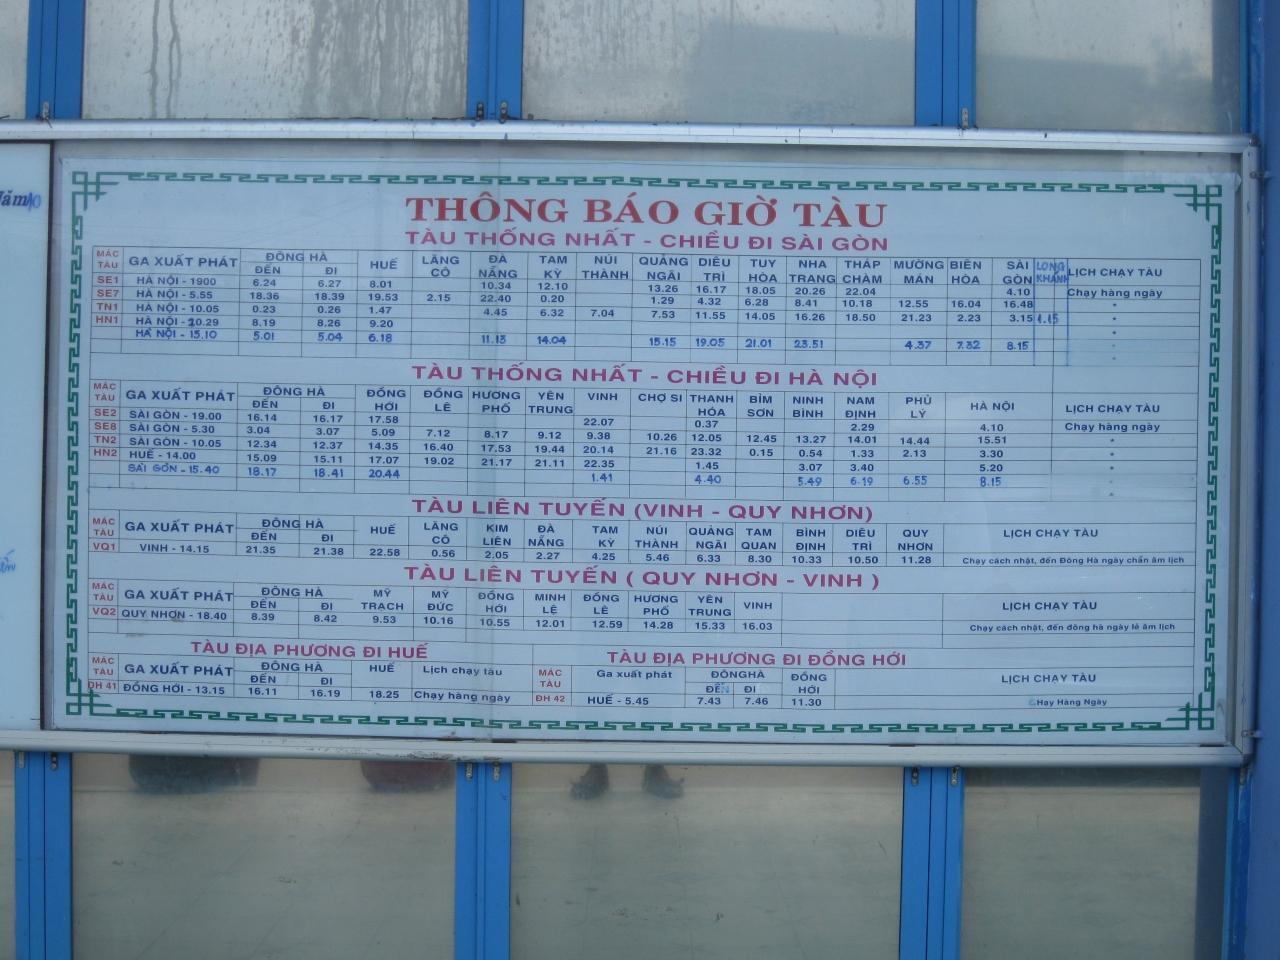 Năm 10
THÔNG BÁO GIỜ TÀU
TÀU THỐNG NHẤT - CHIỀU ĐI SÀI GÒN
MÁC TÀU GA XUẤT PHÁT ĐÔNG HÀ ĐẾN ĐI HUẾ LĂNG CÔ ĐÀ NẴNG TAM KỲ NÚI THÀNH QUẢNG NGÃI DIÊU TRÌ TUY HÒA NHA TRANG THÁP CHÀM MƯỜNG MÁN BIÊN HÒA SÀI GÒN LONG KHÁNH LỊCH CHẠY TÀU
SE1 HÀ NỘI - 1900 6.24 6.27 8.01 10.34 12.10 13.26 16.17 18.05 20.26 22.04 4.10 Chạy hàng ngày
SE7 HÀ NỘI - 5.55 18.36 18.39 19.53 2.15 22.40 0.20 1.29 4.32 6.28 8.41 10.18 12.55 16.04 16.48 "
TN1 HÀ NỘI - 10.05 0.23 0.26 1.47 4.45 6.32 7.04 7.53 11.55 14.05 16.26 18.50 21.23 2.23 3.15 1.15 "
HN1 HÀ NỘI - 20.29 8.19 8.26 9.20 "
HÀ NỘI - 15.10 5.01 5.04 6.18 11.13 14.04 15.15 19.05 21.01 23.51 4.37 7.32 8.15 "
TÀU THỐNG NHẤT - CHIỀU ĐI HÀ NỘI
MÁC TÀU GA XUẤT PHÁT ĐÔNG HÀ ĐẾN ĐI ĐỒNG HỚI ĐỒNG LÊ HƯƠNG PHỐ YÊN TRUNG VINH CHỢ SI THANH HÓA BỈM SƠN NINH BÌNH NAM ĐỊNH PHỦ LÝ HÀ NỘI LỊCH CHẠY TÀU
SE2 SÀI GÒN - 19.00 16.14 16.17 17.58 22.07 0.37 2.29 4.10 Chạy hàng ngày
SE8 SÀI GÒN - 5.30 3.04 3.07 5.09 7.12 8.17 9.12 9.38 10.26 12.05 12.45 13.27 14.01 14.44 15.51 "
TN2 SÀI GÒN - 10.05 12.34 12.37 14.35 16.40 17.53 19.44 20.14 21.16 23.32 0.15 0.54 1.33 2.13 3.30 "
HN2 HUẾ - 14.00 15.09 15.11 17.07 19.02 21.17 21.11 22.35 1.45 3.07 3.40 5.20 "
SÀI GÒN - 15.40 18.17 18.41 20.44 1.41 4.40 5.49 6.19 6.55 8.15 "
TÀU LIÊN TUYẾN (VINH - QUY NHƠN)
MÁC TÀU GA XUẤT PHÁT ĐÔNG HÀ ĐẾN ĐI HUẾ LĂNG CÔ KIM LIÊN ĐÀ NẴNG TAM KỲ NÚI THÀNH QUẢNG NGÃI TAM QUAN BÌNH ĐỊNH DIÊU TRÌ QUY NHƠN LỊCH CHẠY TÀU
VQ1 VINH - 14.15 21.35 21.38 22.58 0.56 2.05 2.27 4.25 5.46 6.33 8.30 10.33 10.50 11.28 Chạy cách nhật, đến Đông Hà ngày chẵn âm lịch
TÀU LIÊN TUYẾN ( QUY NHƠN - VINH )
MÁC TÀU GA XUẤT PHÁT ĐÔNG HÀ ĐẾN ĐI MỸ TRẠCH MỸ ĐỨC ĐỒNG HỚI MINH LỆ ĐỒNG LÊ HƯƠNG PHỐ YÊN TRUNG VINH LỊCH CHẠY TÀU
VQ2 QUY NHƠN - 18.40 8.39 8.42 9.53 10.16 10.55 12.01 12.59 14.28 15.33 16.03 Chạy cách nhật, đến đông hà ngày lẻ âm lịch
TÀU ĐỊA PHƯƠNG ĐI HUẾ
MÁC TÀU GA XUẤT PHÁT ĐÔNG HÀ ĐẾN ĐI HUẾ Lịch chạy tàu
ĐH 41 ĐỒNG HỚI - 13.15 16.11 16.19 18.25 Chạy hàng ngày
TÀU ĐỊA PHƯƠNG ĐI ĐỒNG HỚI
MÁC TÀU Ga xuất phát ĐÔNGHÀ ĐẾN ĐI ĐỒNG HỚI LỊCH CHẠY TÀU
ĐH 42 HUẾ - 5.45 7.43 7.46 11.30 Chạy Hàng Ngày